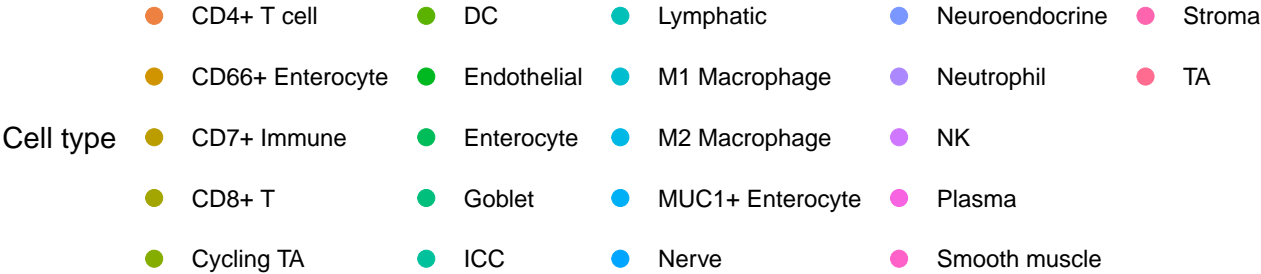 CD4+ T cell DC Lymphatic Neuroendocrine Stroma
CD66+ Enterocyte Endothelial M1 Macrophage Neutrophil TA
Cell type CD7+ Immune Enterocyte M2 Macrophage NK
CD8+ T Goblet MUC1+ Enterocyte Plasma
Cycling TA ICC Nerve Smooth muscle